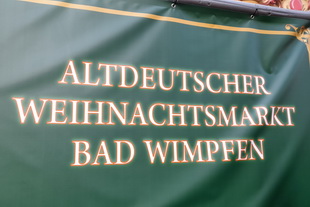 ALTDEUTSCHER
WEIHNACHTSMARKT
BAD WIMPFEN